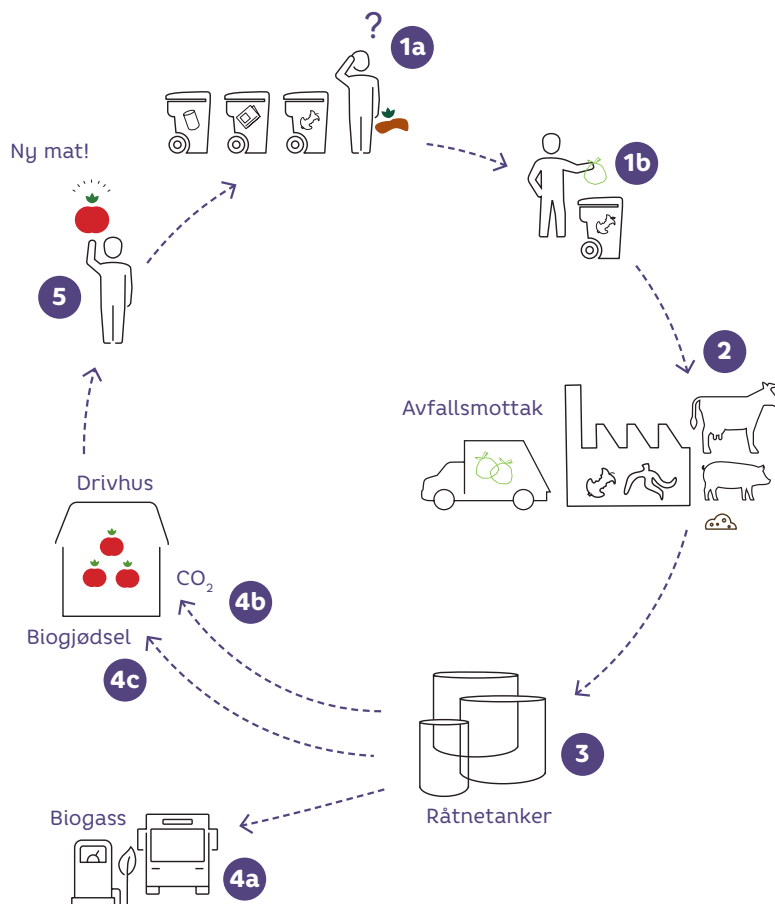 ?
1a
1b
Ny mat!
5
2
Avfallsmottak
Drivhus
CO₂
4b
Biogjødsel
4c
3
Råtnetanker
Biogass
4a